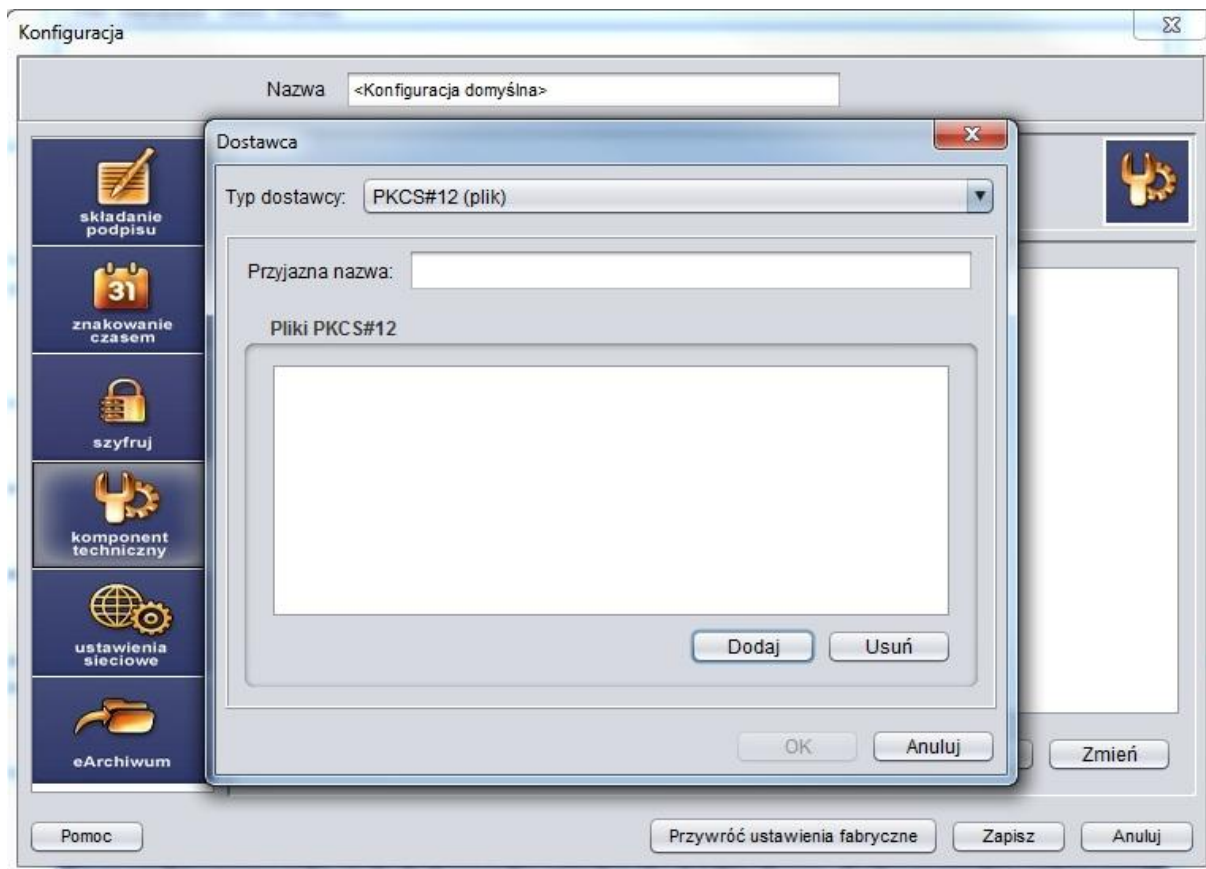 Konfiguracja
Nazwa
<Konfiguracja domyślna>
Dostawca
Typ dostawcy:
PKCS#12 (plik)
Przyjazna nazwa:
Pliki PKCS#12
składanie
podpisu
31
znakowanie
czasem
szyfruj
komponent
techniczny
ustawienia
sieciowe
eArchiwum
Dodaj
Usuń
OK
Anuluj
Zmień
Pomoc
Przywróć ustawienia fabryczne
Zapisz
Anuluj